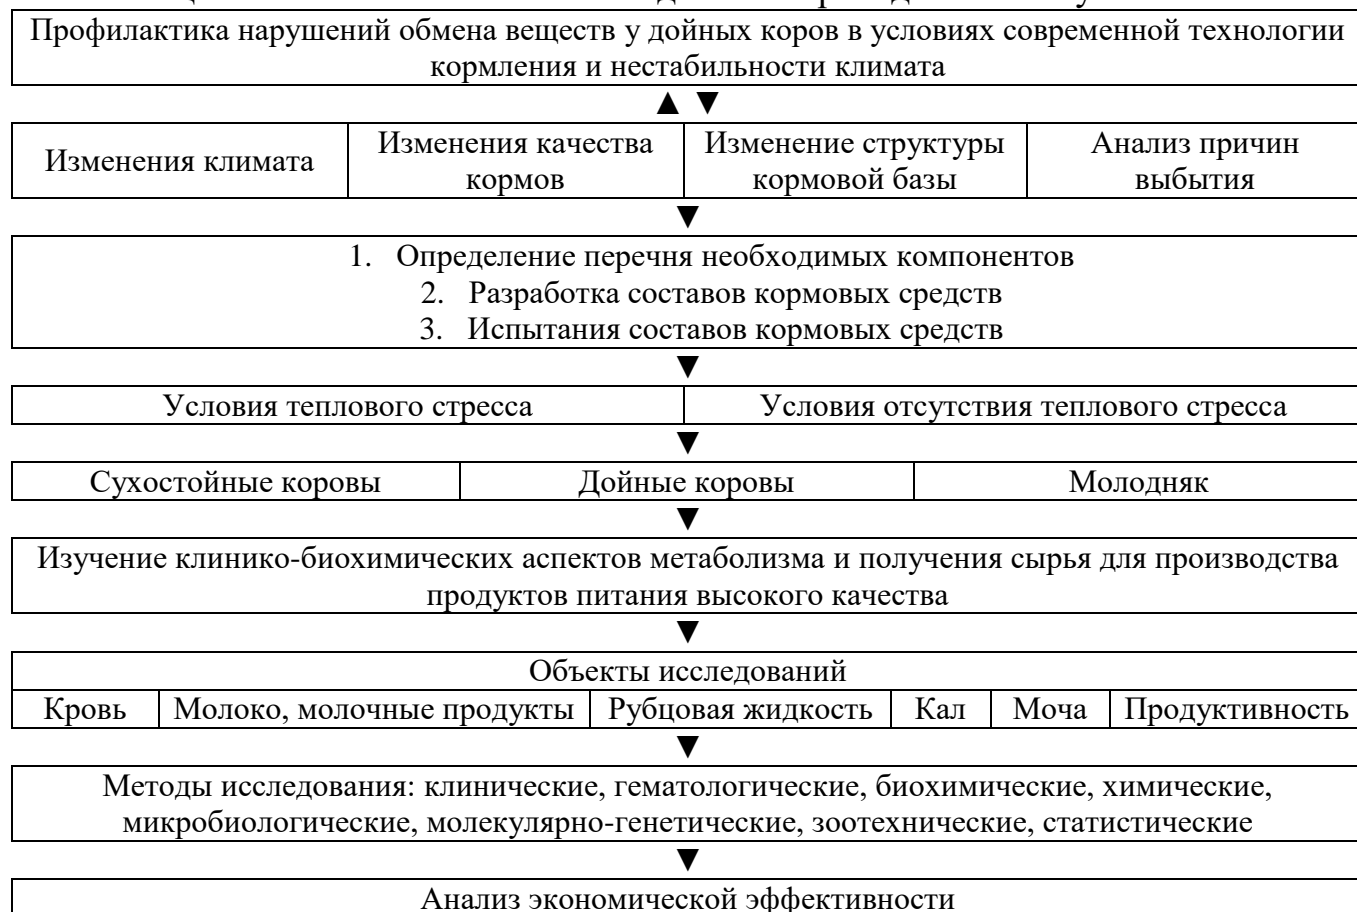 Профилактика нарушений обмена веществ у дойных коров в условиях современной технологии
кормления и нестабильности климата
▲ ▼
Изменения климата
Изменения качества
кормов
Изменение структуры
кормовой базы
Анализ причин
выбытия
▼
1. Определение перечня необходимых компонентов
2. Разработка составов кормовых средств
3. Испытания составов кормовых средств
▼
Условия теплового стресса
Условия отсутствия теплового стресса
▼
Сухостойные коровы
Дойные коровы
Молодняк
▼
Изучение клинико-биохимических аспектов метаболизма и получения сырья для производства
продуктов питания высокого качества
▼
Объекты исследований
Кровь
Молоко, молочные продукты
Рубцовая жидкость
Кал
Моча
Продуктивность
▼
Методы исследования: клинические, гематологические, биохимические, химические,
микробиологические, молекулярно-генетические, зоотехнические, статистические
▼
Анализ экономической эффективности